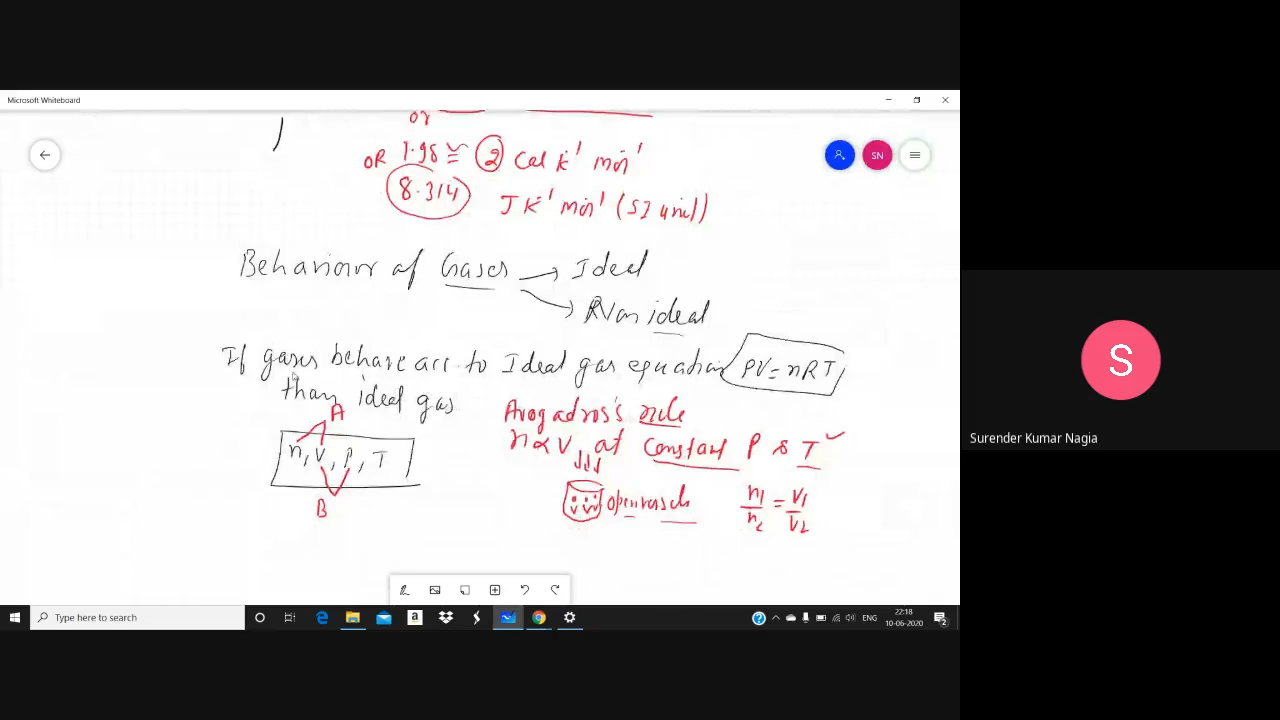 Microsoft Whiteboard
or
OR 1.98 ≅ 2 Cal K⁻¹ mol⁻¹
8.314 J K⁻¹ mol⁻¹ (SI unit)
SN
Behaviour of Gases → Ideal
→ Non ideal
If gases behave acc. to Ideal gas equation PV = nRT
than ideal gas
A
n, V, P, T
B
Avogadros's rule
n ∝ V, at Constant P & T
open vessels n1/n2 = V1/V2
S
Surender Kumar Nagia
Type here to search
ENG
22:18
10-06-2020
2